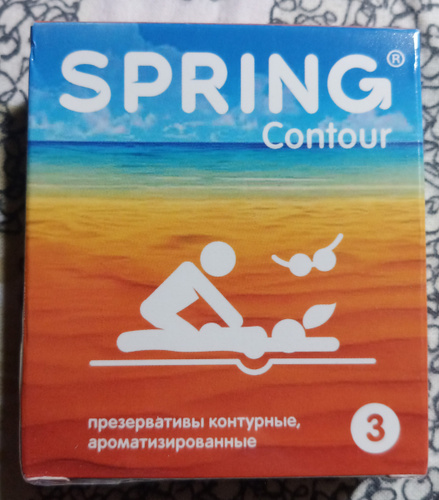 SPRING®
Contour
презервативы контурные,
ароматизированные
3